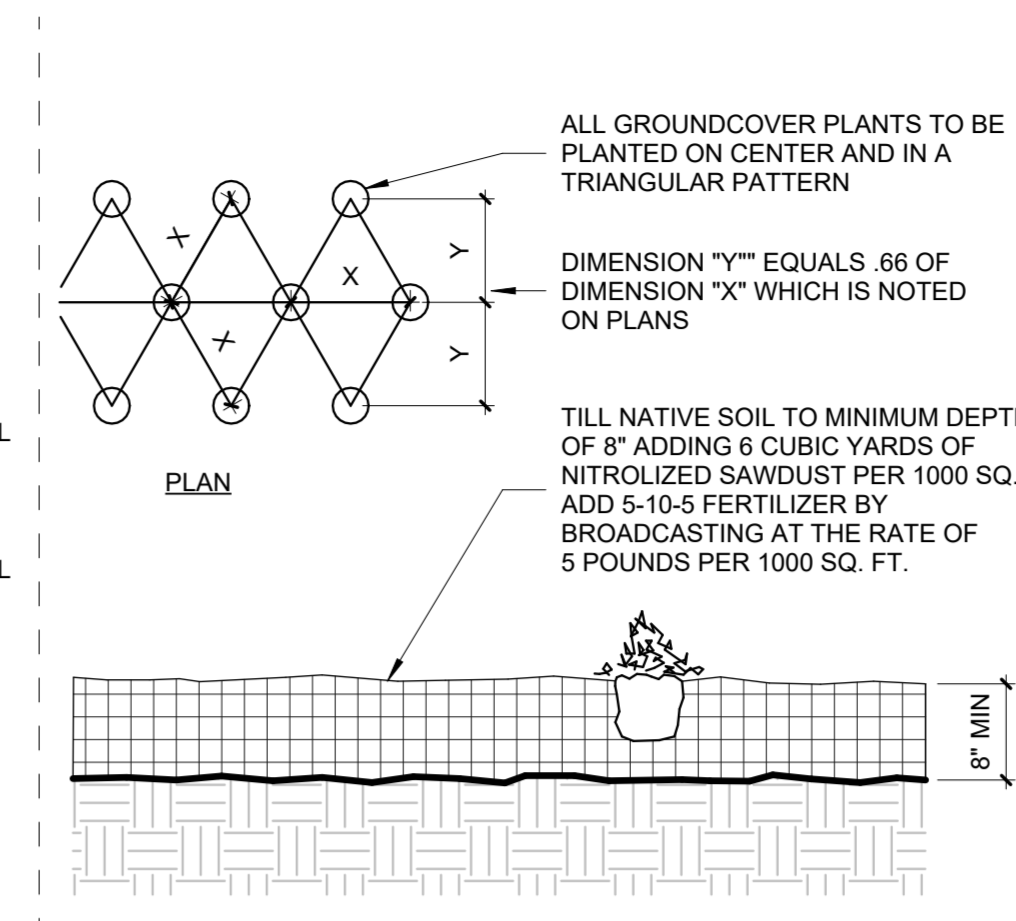 ALL GROUNDCOVER PLANTS TO BE
PLANTED ON CENTER AND IN A
TRIANGULAR PATTERN
X
Y
X
DIMENSION "Y"" EQUALS .66 OF
DIMENSION "X" WHICH IS NOTED
ON PLANS
X
Y
TILL NATIVE SOIL TO MINIMUM DEPTH
OF 8" ADDING 6 CUBIC YARDS OF
NITROLIZED SAWDUST PER 1000 SQ.
ADD 5-10-5 FERTILIZER BY
BROADCASTING AT THE RATE OF
5 POUNDS PER 1000 SQ. FT.
L
PLAN
L
8" MIN